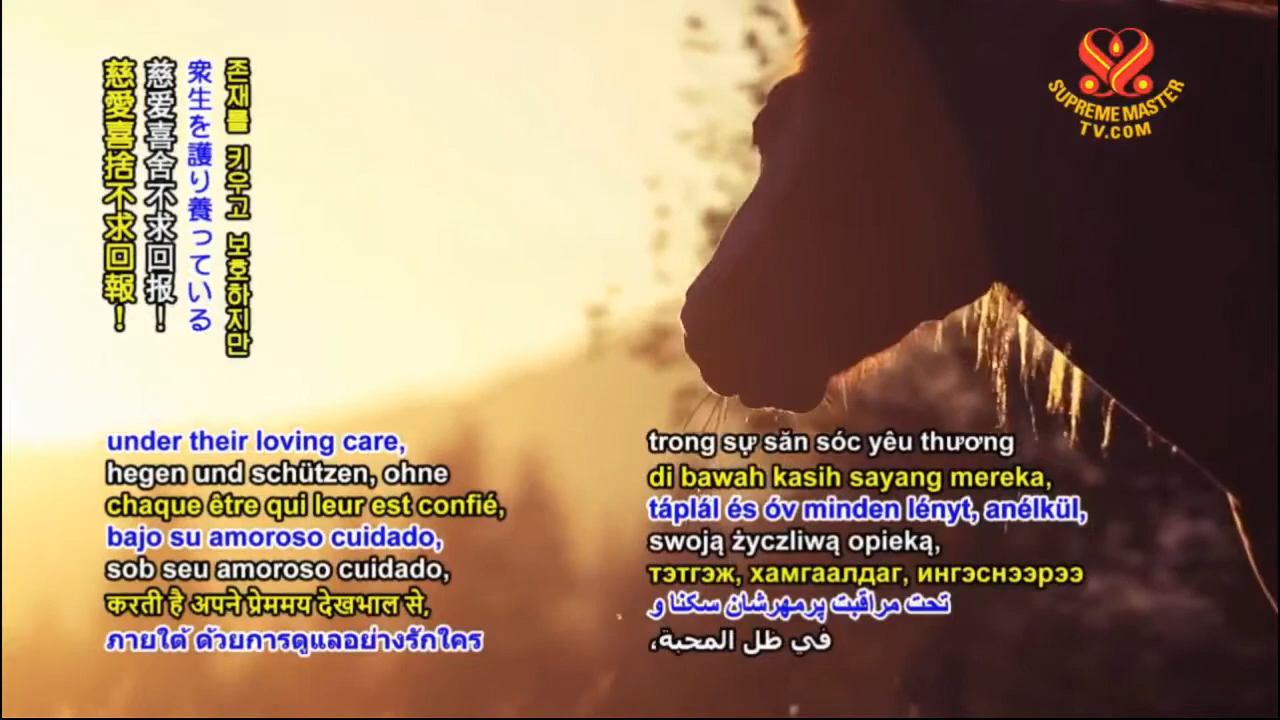 慈愛喜捨不求回報！
慈爱喜舍不求回报！
衆生を護り養っている
존재를 키우고 보호하지만
SUPREME MASTER
TV.COM
under their loving care,
hegen und schützen, ohne
chaque être qui leur est confié,
bajo su amoroso cuidado,
sob seu amoroso cuidado,
करती है अपने प्रेममय देखभाल से,
ภายใต้ ด้วยการดูแลอย่างรักใคร่
trong sự săn sóc yêu thương
di bawah kasih sayang mereka,
táplál és óv minden lényt, anélkül,
swoją życzliwą opieką,
тэтгэж, хамгаалдаг, ингэснээрээ
تحت مراقبت پرمهرشان سکنا و
في ظل المحبة،